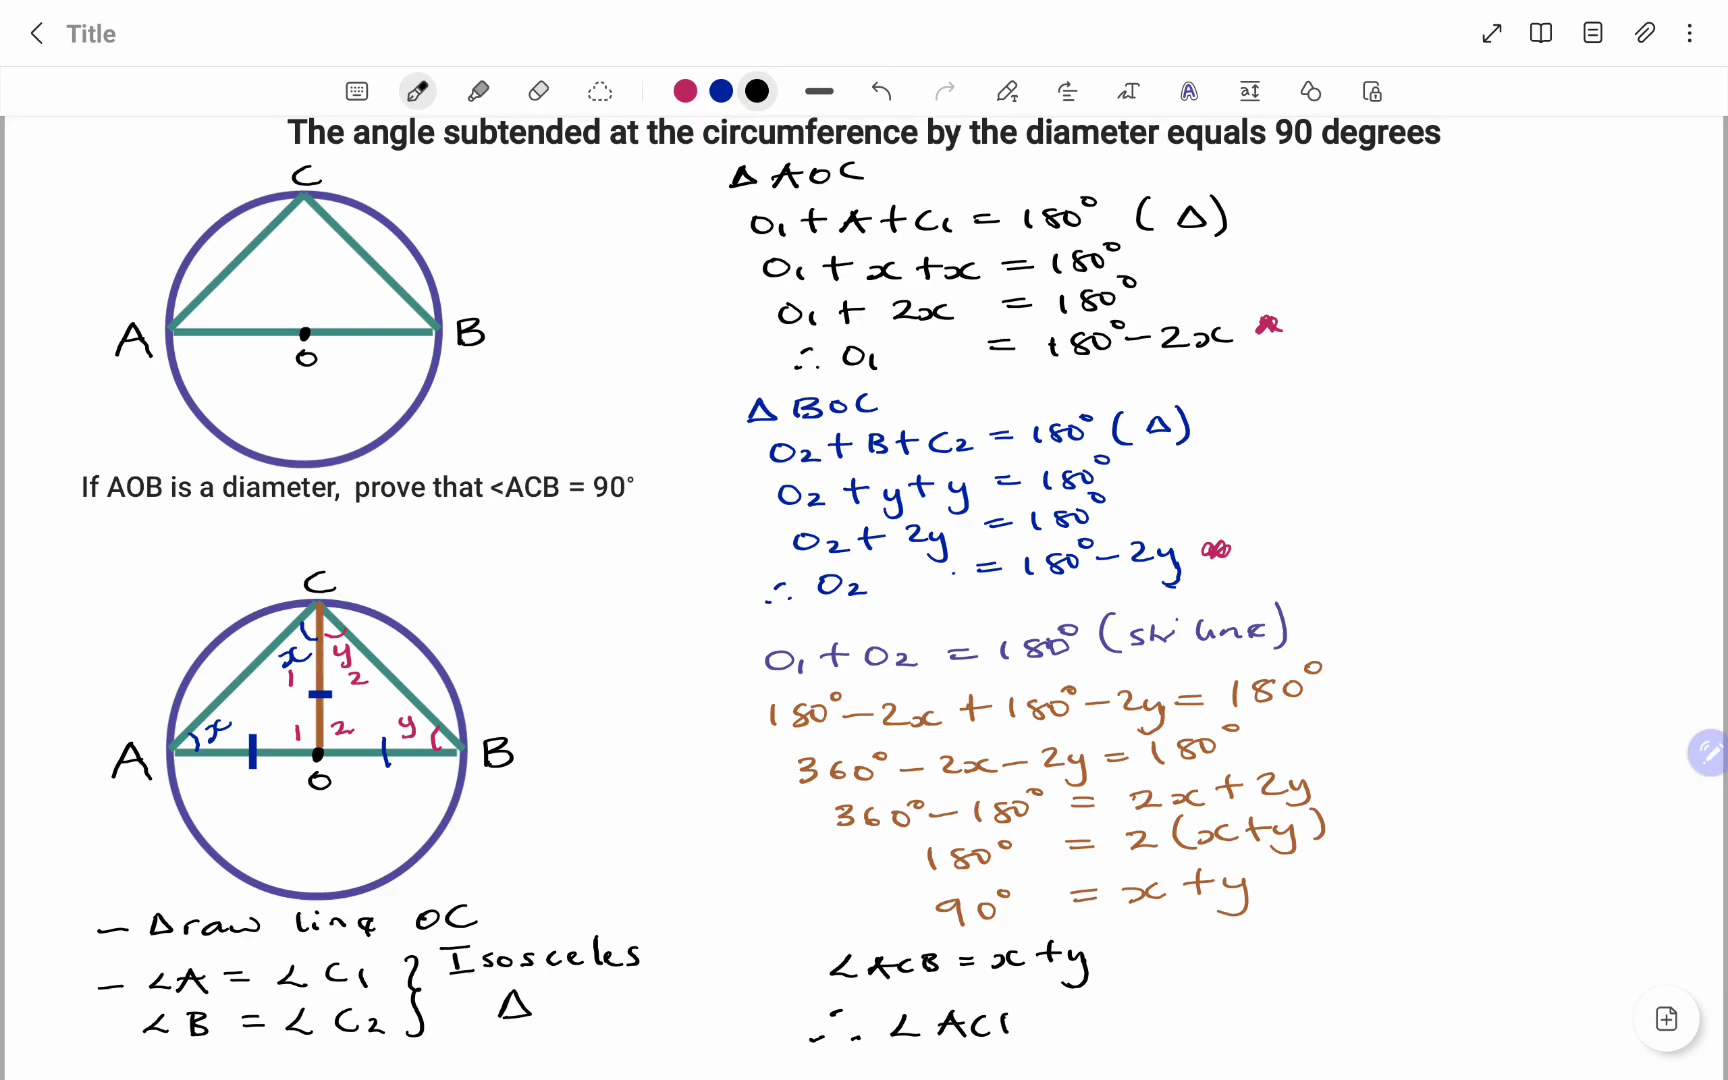 Title
The angle subtended at the circumference by the diameter equals 90 degrees
C
A
B
O
If AOB is a diameter, prove that <ACB = 90°
C
x y
1 2
x 1 2 y
A
B
O
- Draw line OC
- ∠A = ∠C1 } Isosceles
∠B = ∠C2 } Δ
Δ AOC
O1 + A + C1 = 180° (Δ)
O1 + x + x = 180°
O1 + 2x = 180°
∴ O1 = 180° - 2x
Δ BOC
O2 + B + C2 = 180° (Δ)
O2 + y + y = 180°
O2 + 2y = 180°
∴ O2 = 180° - 2y
O1 + O2 = 180° (str line)
180° - 2x + 180° - 2y = 180°
360° - 2x - 2y = 180°
360° - 180° = 2x + 2y
180° = 2(x+y)
90° = x + y
∠ACB = x + y
∴ ∠ACI